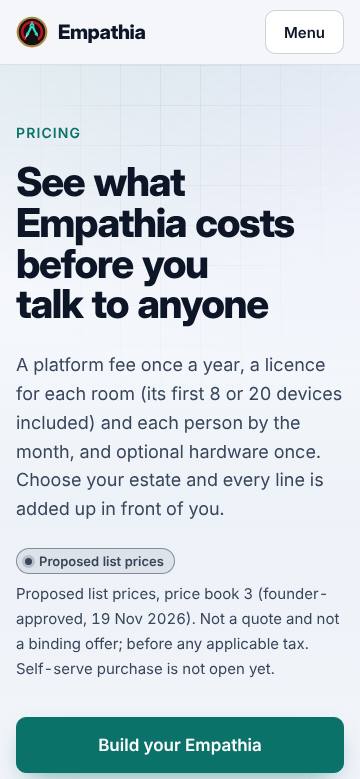 Empathia
Menu
PRICING
See what
Empathia costs
before you
talk to anyone
A platform fee once a year, a licence
for each room (its first 8 or 20 devices
included) and each person by the
month, and optional hardware once.
Choose your estate and every line is
added up in front of you.
Proposed list prices
Proposed list prices, price book 3 (founder-
approved, 19 Nov 2026). Not a quote and not
a binding offer; before any applicable tax.
Self-serve purchase is not open yet.
Build your Empathia